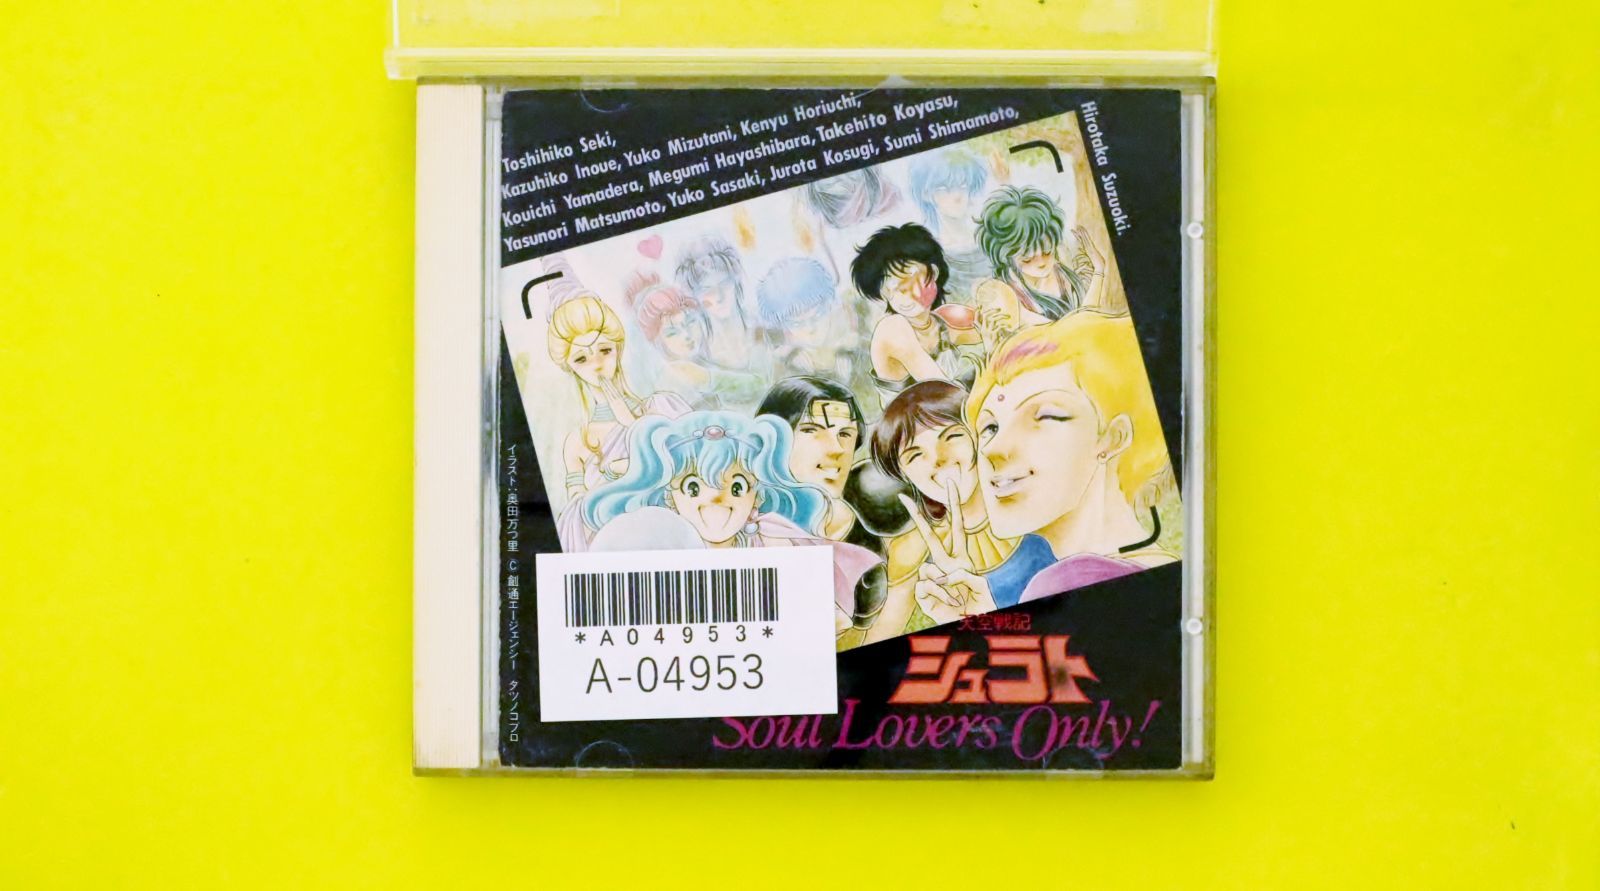 Toshihiko Seki,
Kazuhiko Inoue, Yuko Mizutani, Kenyu Horiuchi,
Kouichi Yamadera, Megumi Hayashibara, Takehito Koyasu,
Yasunori Matsumoto, Yuko Sasaki, Jurota Kosugi, Sumi Shimamoto,
Hirotaka Suzuoki.
イラスト:奥田万つ里 C 創通エージェンシー タツノコプロ
*A04953*
A-04953
天空戦記
シュラト
Soul Lovers Only!